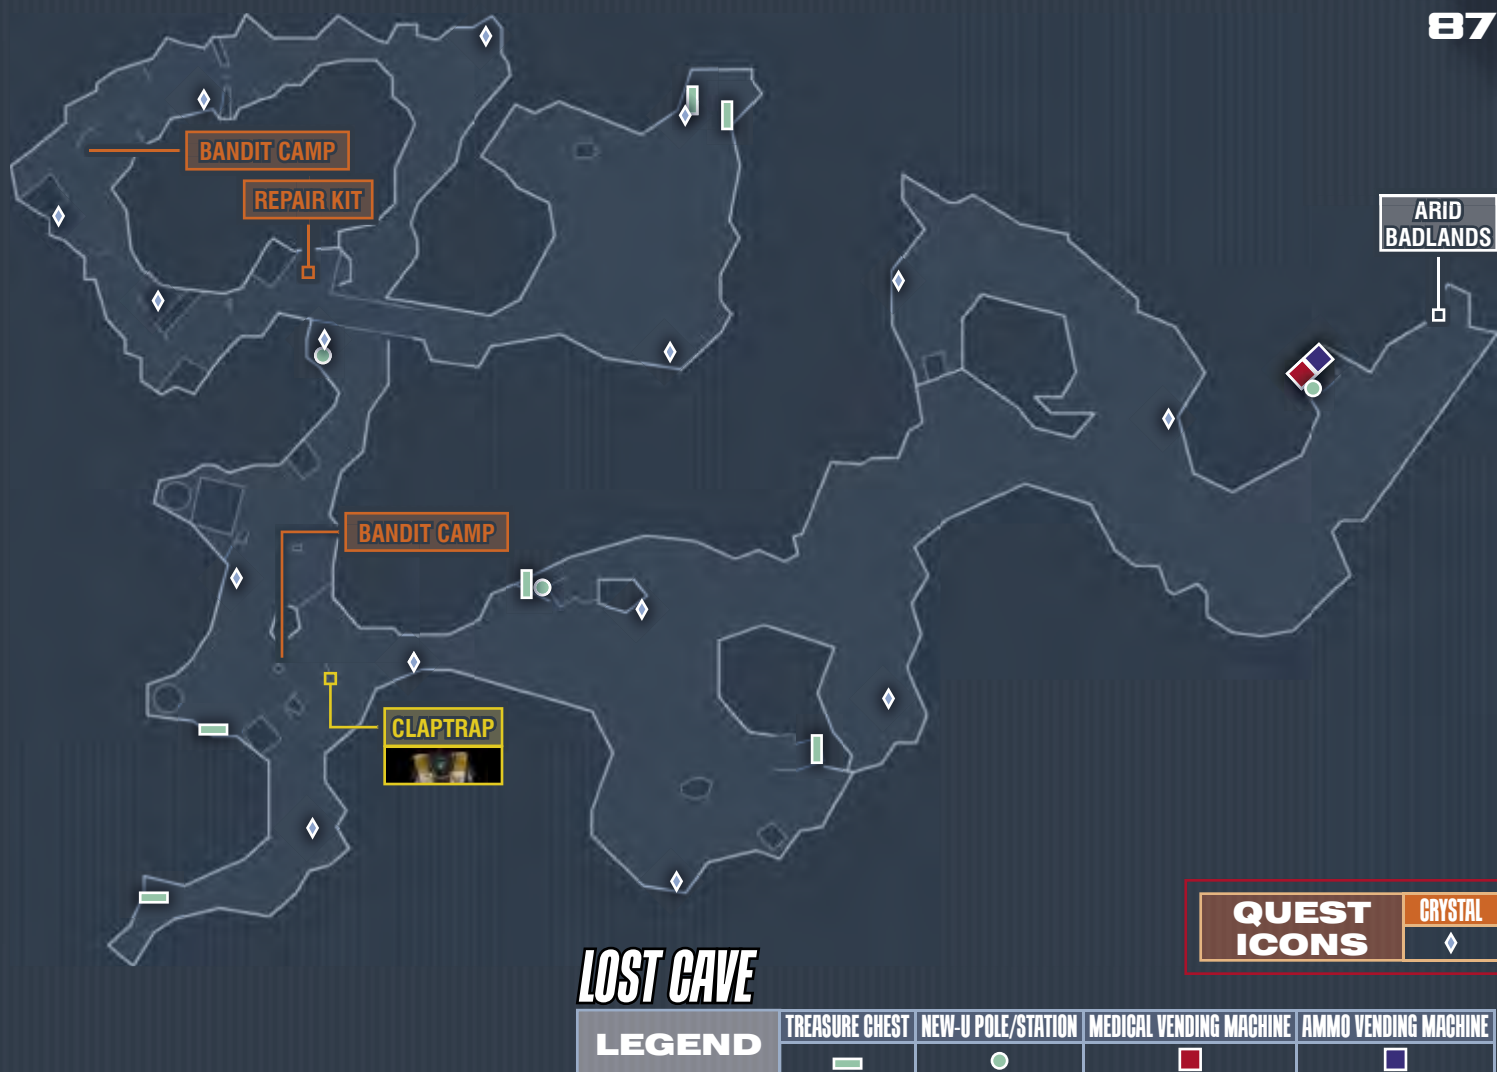 87
BANDIT CAMP
REPAIR KIT
ARID
BADLANDS
BANDIT CAMP
CLAPTRAP
QUEST
ICONS
CRYSTAL
LOST CAVE
LEGEND
TREASURE CHEST
NEW-U POLE/STATION
MEDICAL VENDING MACHINE
AMMO VENDING MACHINE